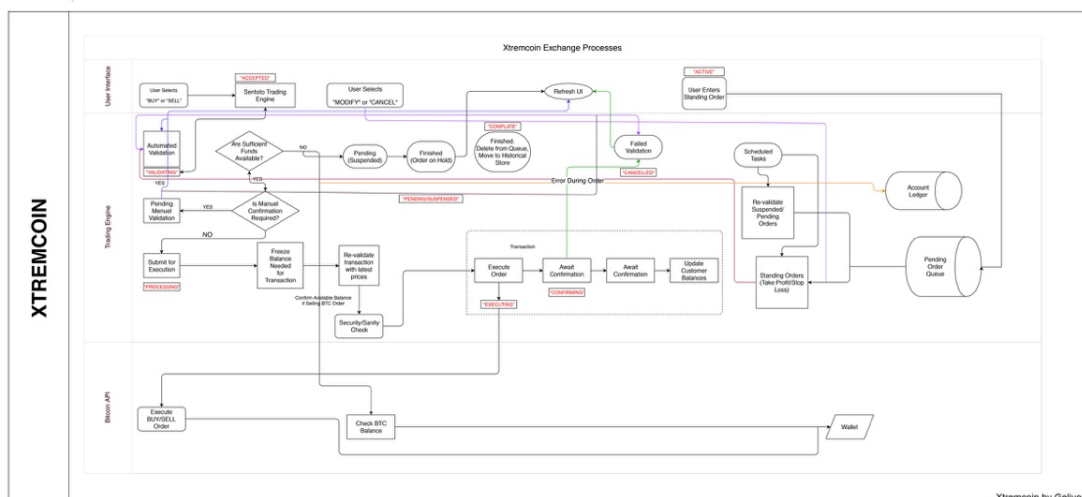 XTREMCOIN
Xtremcoin Exchange Processes
User Interface
User Selects
"BUY" or "SELL"
"ACCEPTED"
Sentoto Trading
Engine
User Selects
"MODIFY" or "CANCEL"
Refresh UI
"ACTIVE"
User Enters
Standing Order
Trading Engine
Automated
Validation
"VALIDATING"
YES
Are Sufficient
Funds
Available?
NO
YES
Pending
(Suspended)
Finished
(Order on Hold)
"COMPLATE"
Finished.
Delete from Queue,
Move to Historical
Store
Failed
Validation
"CANCELLED"
Error During Order
Scheduled
Tasks
Account
Ledger
Pending
Manual
Validation
YES
Is Manual
Confirmation
Required?
NO
"PENDING/SUSPENDED"
Re-validate
Suspended/
Pending
Orders
Submit for
Execution
"PROCESSING"
Freeze
Balance
Needed
for
Transaction
Re-validate
transaction
with latest
prices
Confirm Available Balance
if Selling BTC Order
Security/Sanity
Check
Transaction
Execute
Order
"EXECUTING"
Await
Confirmation
"CONFIRMING"
Await
Confirmation
Update
Customer
Balances
Standing Orders
(Take Profit/Stop
Loss)
Pending
Order
Queue
Bitcoin API
Execute
BUY/SELL
Order
Check BTC
Balance
Wallet
Xtremcoin by